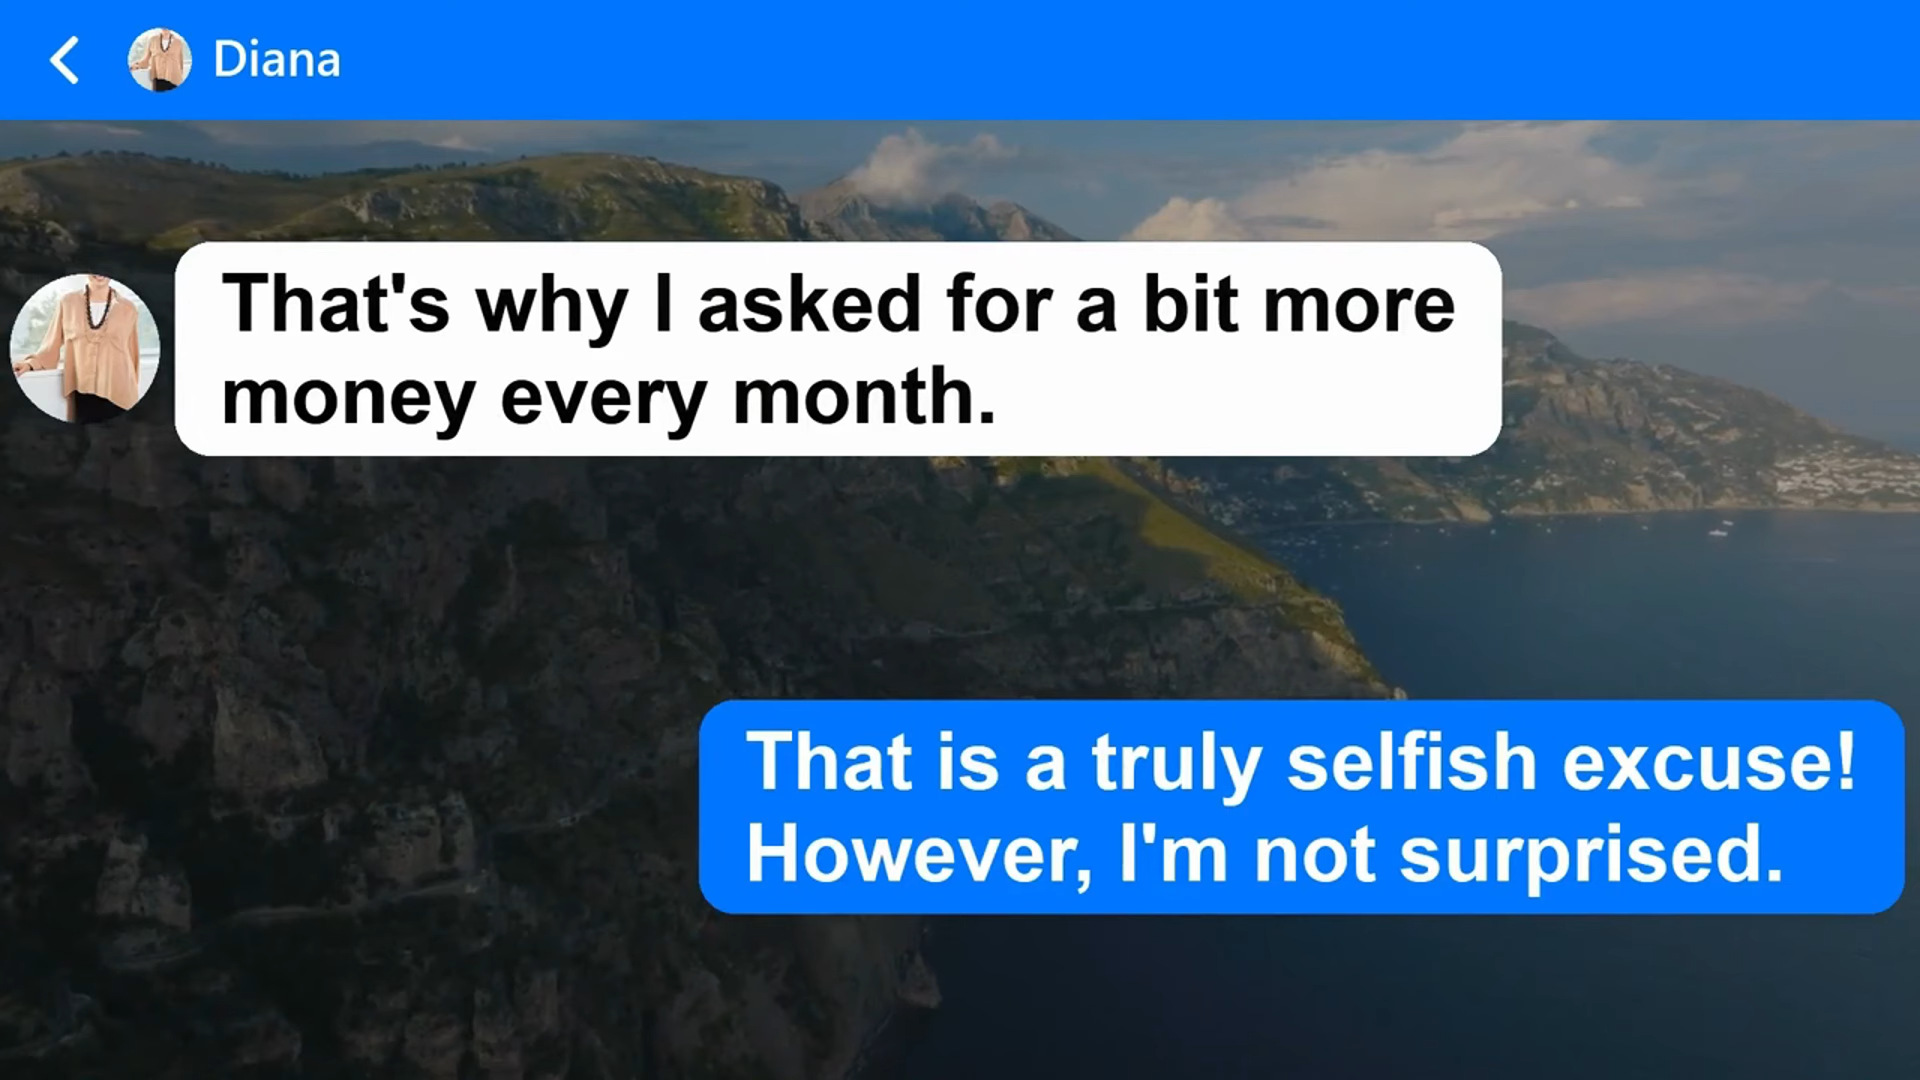 Diana
That's why I asked for a bit more
money every month.
That is a truly selfish excuse!
However, I'm not surprised.